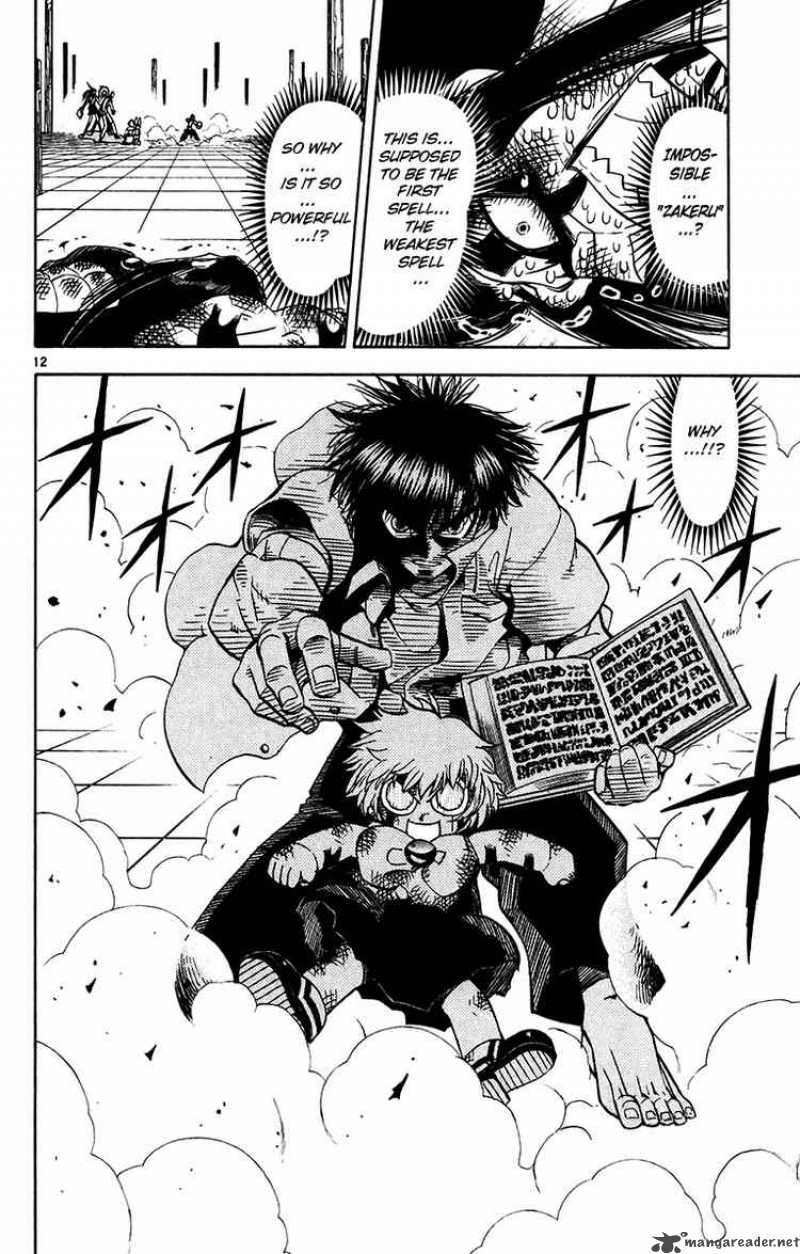 IMPOS-
SIBLE
...
"ZAKERU"
...?
THIS IS...
SUPPOSED
TO BE THE
FIRST
SPELL...
THE
WEAKEST
SPELL
...
SO WHY
...
IS IT SO
...
POWERFUL
...!?
12
WHY
...!!?
mangareader.net